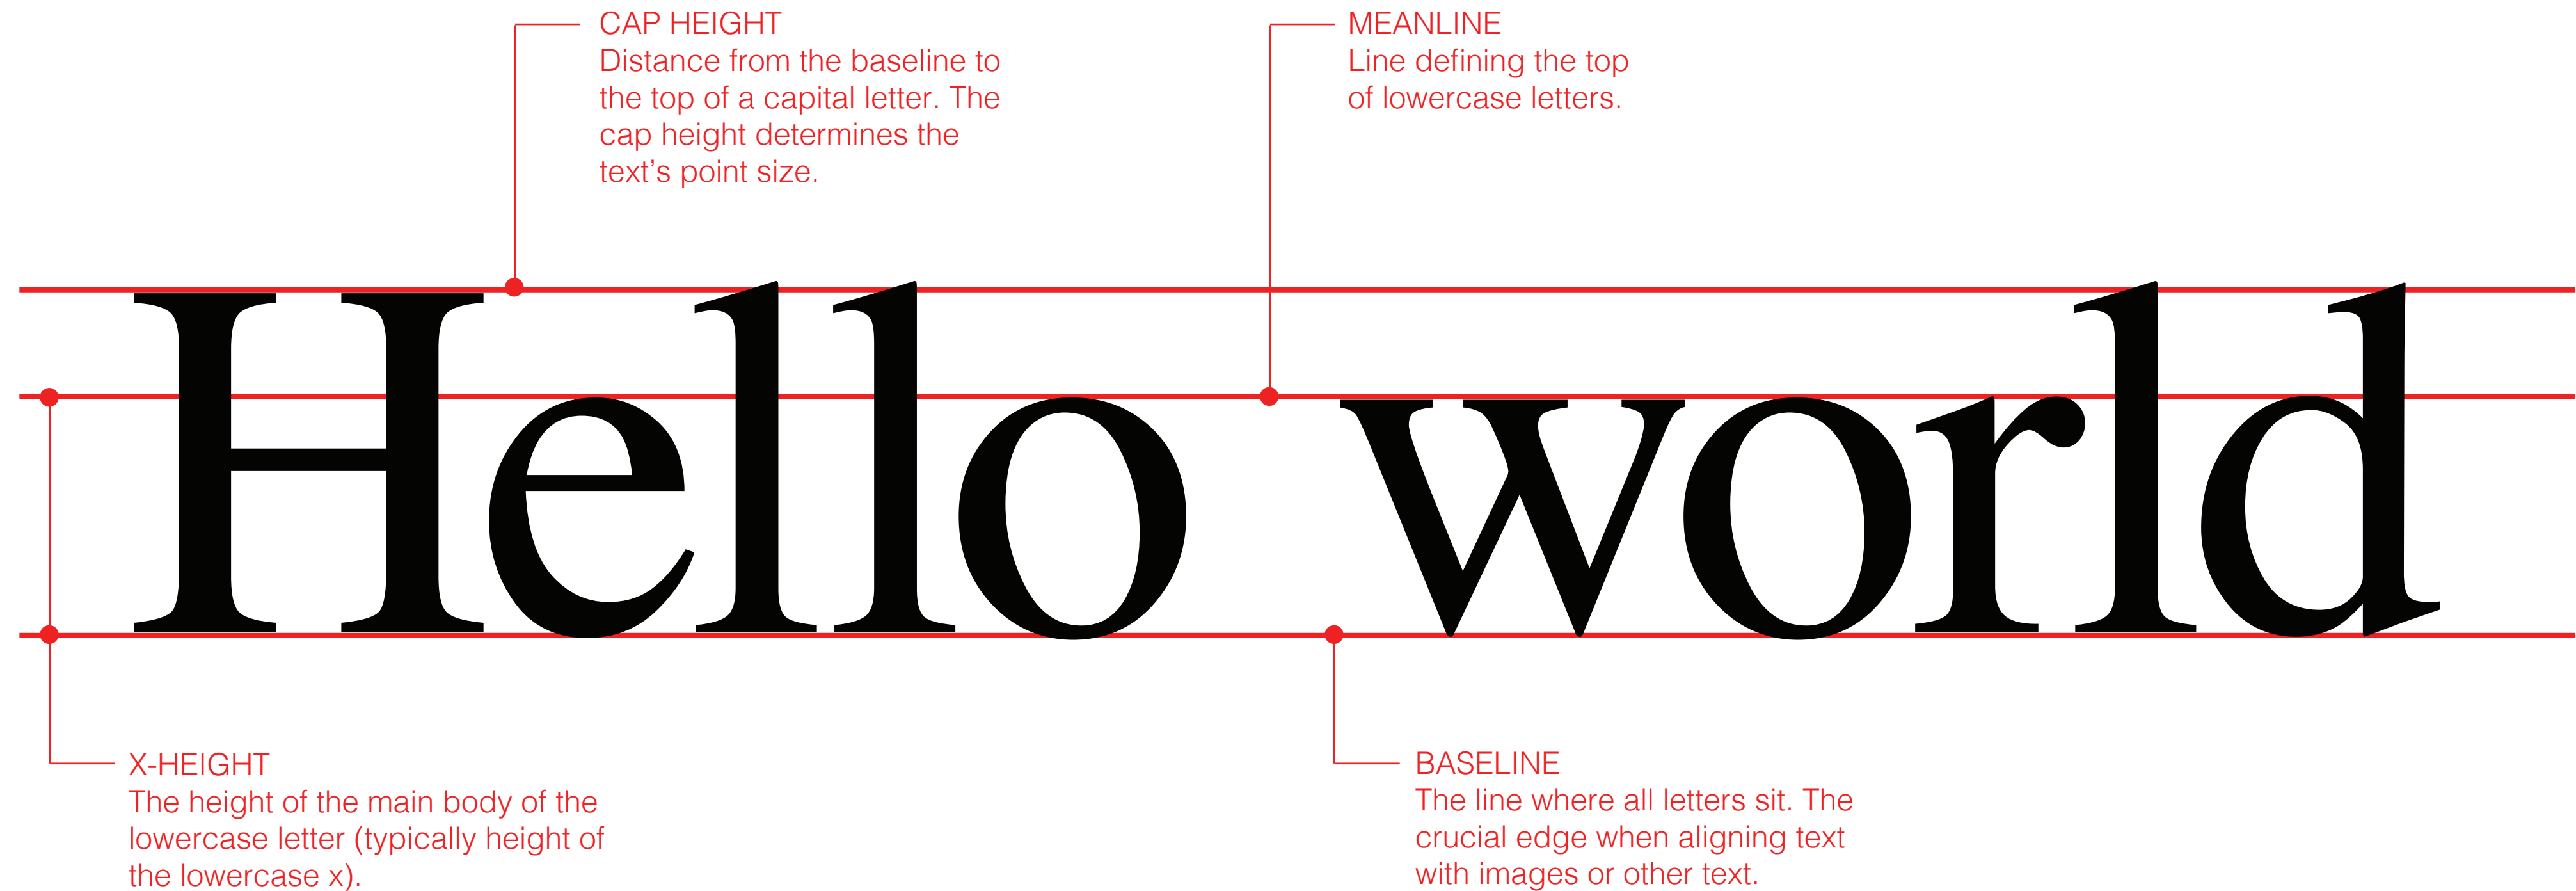 CAP HEIGHT
Distance from the baseline to
the top of a capital letter. The
cap height determines the
text’s point size.
MEANLINE
Line defining the top
of lowercase letters.
Hello world
X-HEIGHT
The height of the main body of the
lowercase letter (typically height of
the lowercase x).
BASELINE
The line where all letters sit. The
crucial edge when aligning text
with images or other text.